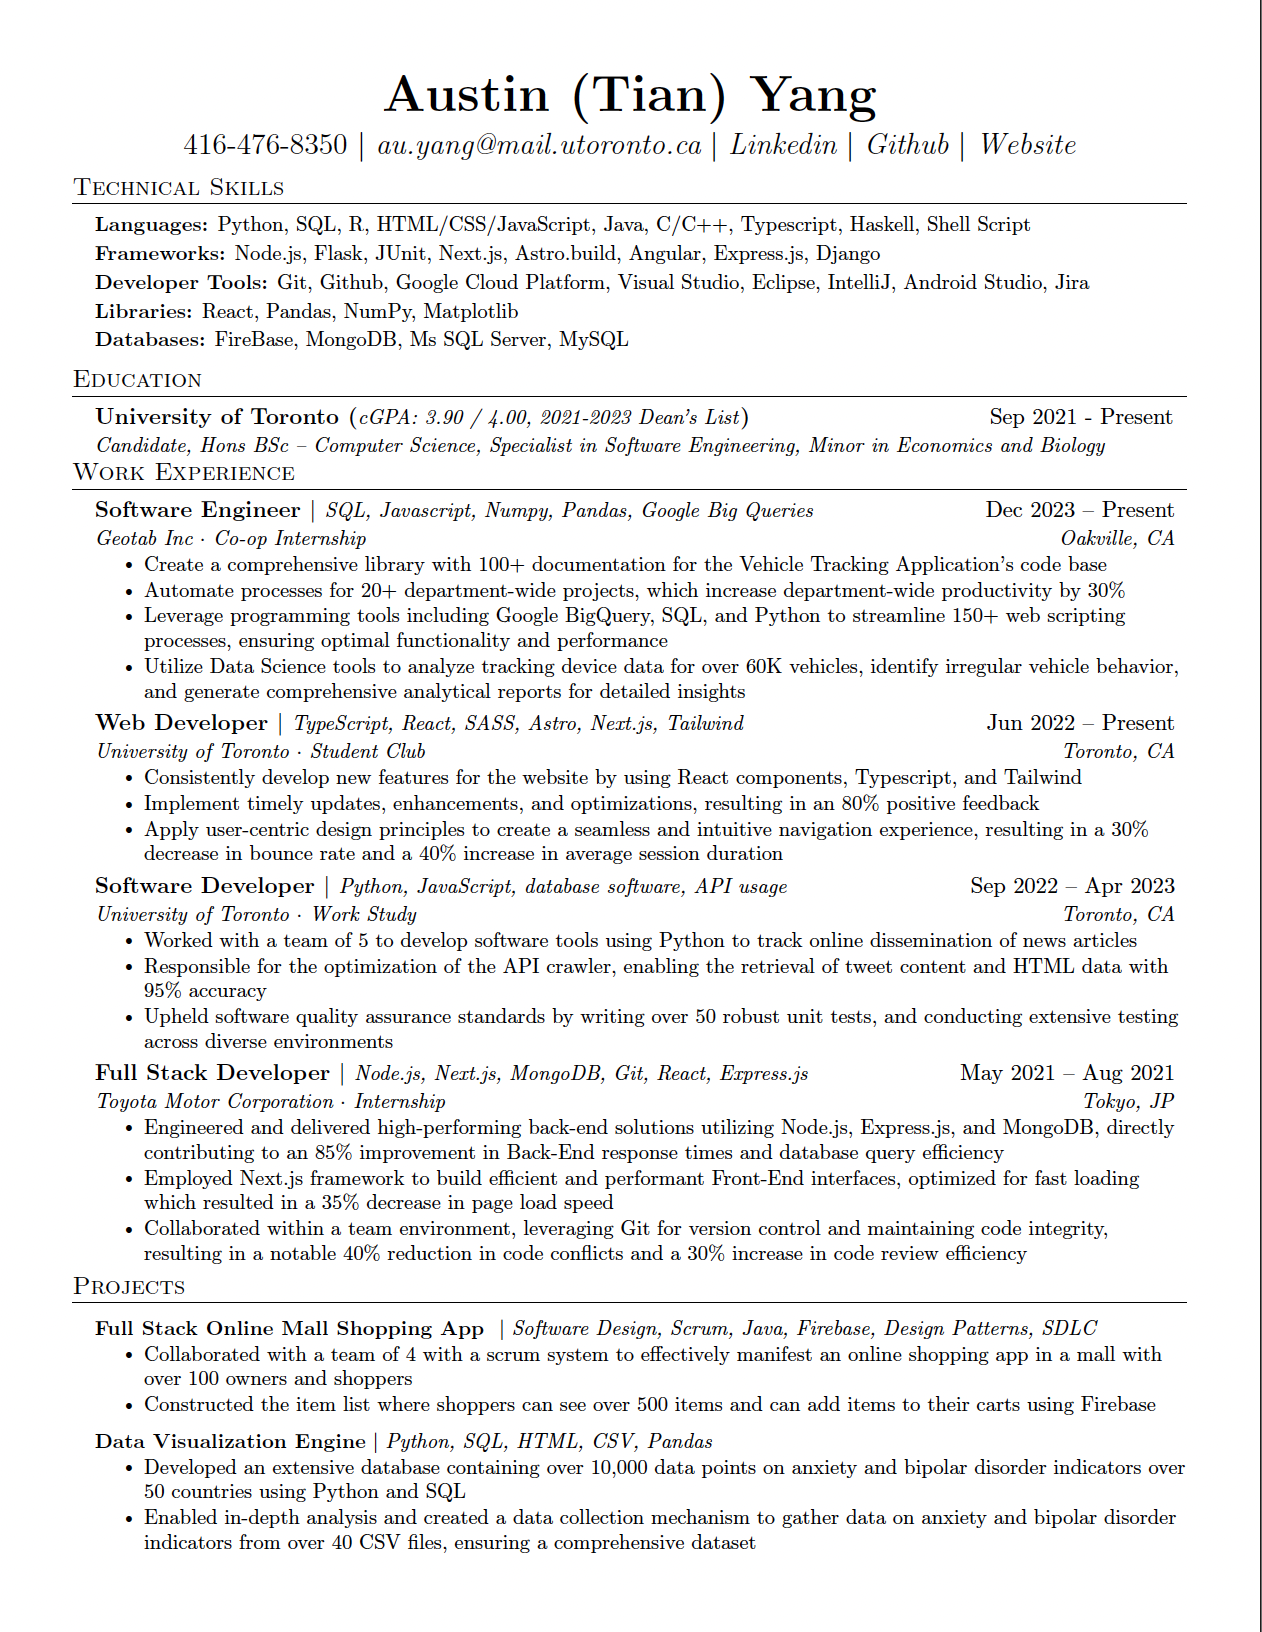 Austin (Tian) Yang
416-476-8350 | au.yang@mail.utoronto.ca | Linkedin | Github | Website
Technical Skills
Languages: Python, SQL, R, HTML/CSS/JavaScript, Java, C/C++, Typescript, Haskell, Shell Script
Frameworks: Node.js, Flask, JUnit, Next.js, Astro.build, Angular, Express.js, Django
Developer Tools: Git, Github, Google Cloud Platform, Visual Studio, Eclipse, IntelliJ, Android Studio, Jira
Libraries: React, Pandas, NumPy, Matplotlib
Databases: FireBase, MongoDB, Ms SQL Server, MySQL
Education
University of Toronto (cGPA: 3.90 / 4.00, 2021-2023 Dean's List) Sep 2021 - Present
Candidate, Hons BSc – Computer Science, Specialist in Software Engineering, Minor in Economics and Biology
Work Experience
Software Engineer | SQL, Javascript, Numpy, Pandas, Google Big Queries Dec 2023 – Present
Geotab Inc · Co-op Internship Oakville, CA
• Create a comprehensive library with 100+ documentation for the Vehicle Tracking Application's code base
• Automate processes for 20+ department-wide projects, which increase department-wide productivity by 30%
• Leverage programming tools including Google BigQuery, SQL, and Python to streamline 150+ web scripting
processes, ensuring optimal functionality and performance
• Utilize Data Science tools to analyze tracking device data for over 60K vehicles, identify irregular vehicle behavior,
and generate comprehensive analytical reports for detailed insights
Web Developer | TypeScript, React, SASS, Astro, Next.js, Tailwind Jun 2022 – Present
University of Toronto · Student Club Toronto, CA
• Consistently develop new features for the website by using React components, Typescript, and Tailwind
• Implement timely updates, enhancements, and optimizations, resulting in an 80% positive feedback
• Apply user-centric design principles to create a seamless and intuitive navigation experience, resulting in a 30%
decrease in bounce rate and a 40% increase in average session duration
Software Developer | Python, JavaScript, database software, API usage Sep 2022 – Apr 2023
University of Toronto · Work Study Toronto, CA
• Worked with a team of 5 to develop software tools using Python to track online dissemination of news articles
• Responsible for the optimization of the API crawler, enabling the retrieval of tweet content and HTML data with
95% accuracy
• Upheld software quality assurance standards by writing over 50 robust unit tests, and conducting extensive testing
across diverse environments
Full Stack Developer | Node.js, Next.js, MongoDB, Git, React, Express.js May 2021 – Aug 2021
Toyota Motor Corporation · Internship Tokyo, JP
• Engineered and delivered high-performing back-end solutions utilizing Node.js, Express.js, and MongoDB, directly
contributing to an 85% improvement in Back-End response times and database query efficiency
• Employed Next.js framework to build efficient and performant Front-End interfaces, optimized for fast loading
which resulted in a 35% decrease in page load speed
• Collaborated within a team environment, leveraging Git for version control and maintaining code integrity,
resulting in a notable 40% reduction in code conflicts and a 30% increase in code review efficiency
Projects
Full Stack Online Mall Shopping App | Software Design, Scrum, Java, Firebase, Design Patterns, SDLC
• Collaborated with a team of 4 with a scrum system to effectively manifest an online shopping app in a mall with
over 100 owners and shoppers
• Constructed the item list where shoppers can see over 500 items and can add items to their carts using Firebase
Data Visualization Engine | Python, SQL, HTML, CSV, Pandas
• Developed an extensive database containing over 10,000 data points on anxiety and bipolar disorder indicators over
50 countries using Python and SQL
• Enabled in-depth analysis and created a data collection mechanism to gather data on anxiety and bipolar disorder
indicators from over 40 CSV files, ensuring a comprehensive dataset